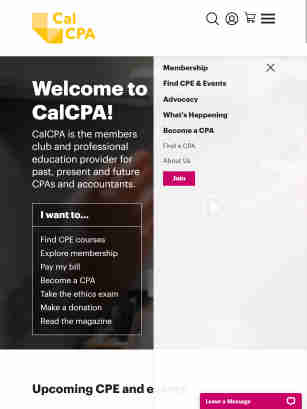 Cal
CPA
Membership
Find CPE & Events
Advocacy
What's Happening
Become a CPA
Find a CPA
About Us
Join
Welcome to
CalCPA!
CalCPA is the members
club and professional
education provider for
past, present and future
CPAs and accountants.
I want to...
Find CPE courses
Explore membership
Pay my bill
Become a CPA
Take the ethics exam
Make a donation
Read the magazine
Upcoming CPE and events
Leave a Message